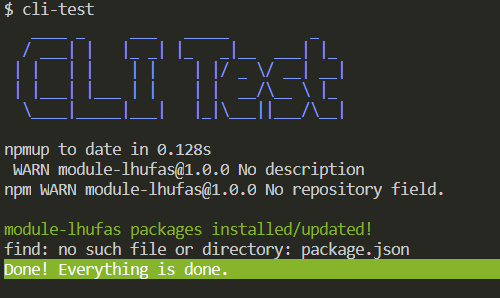 $ cli-test
CLI Test
npmup to date in 0.128s
 WARN module-lhufas@1.0.0 No description
npm WARN module-lhufas@1.0.0 No repository field.
module-lhufas packages installed/updated!
find: no such file or directory: package.json
Done! Everything is done.